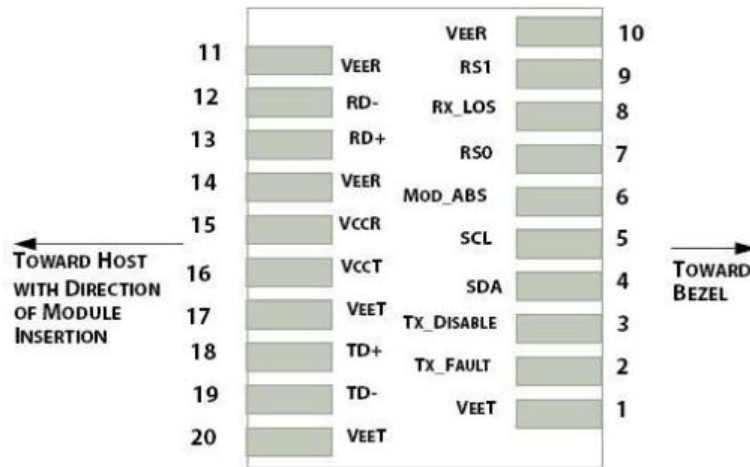 11 VEER
12 RD-
13 RD+
14 VEER
15 VCCR
16 VCCT
17 VEET
18 TD+
19 TD-
20 VEET
VEER 10
RS1 9
RX_LOS 8
RS0 7
MOD_ABS 6
SCL 5
SDA 4
TX_DISABLE 3
TX_FAULT 2
VEET 1
TOWARD HOST
WITH DIRECTION
OF MODULE
INSERTION
TOWARD
BEZEL